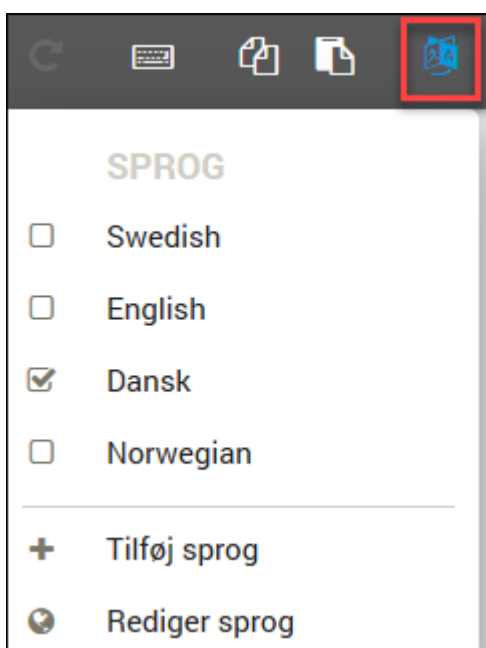 SPROG
Swedish
English
Dansk
Norwegian
Tilføj sprog
Rediger sprog